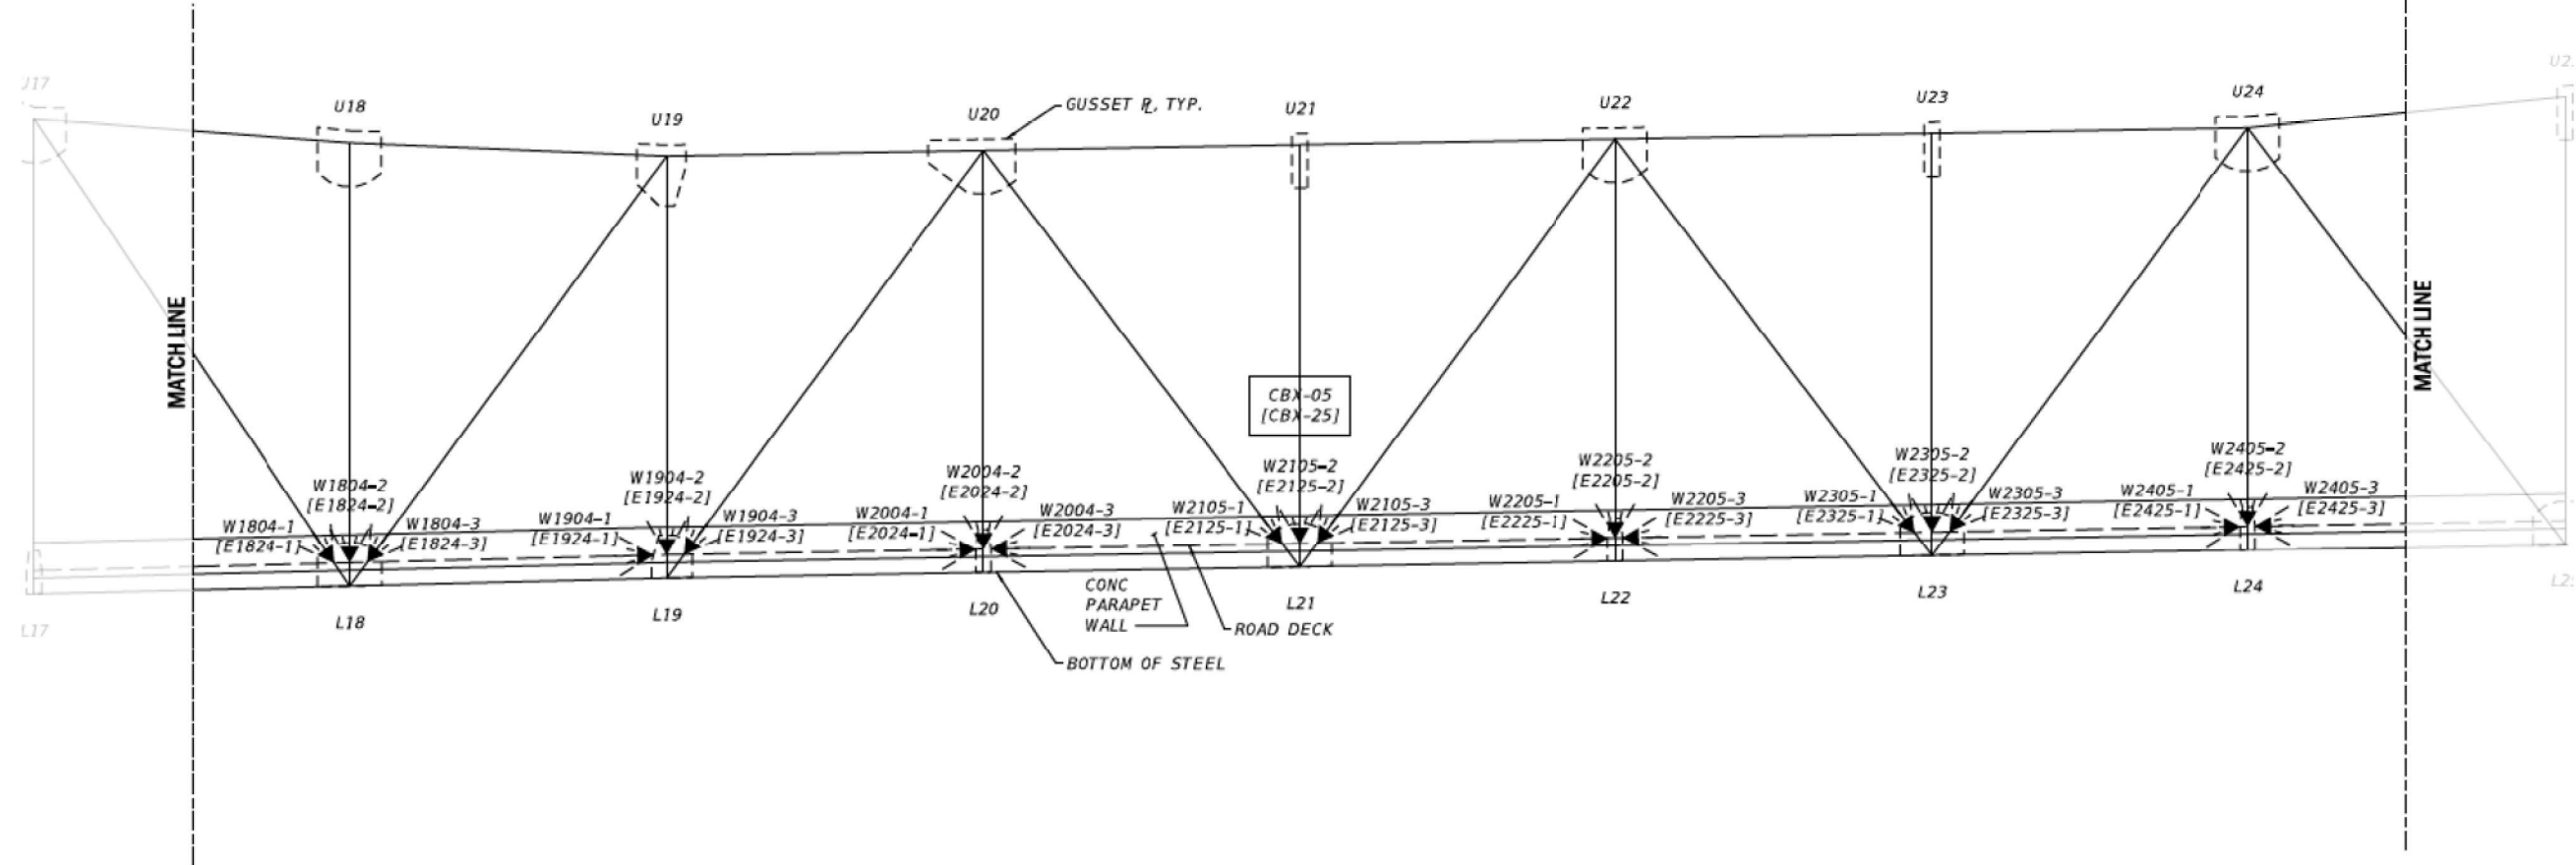 U17
U18
U19
U20
GUSSET PL, TYP.
U21
U22
U23
U24
MATCH LINE
MATCH LINE
CBX-05
[CBX-25]
W1804-1
[E1824-1]
W1804-2
[E1824-2]
W1804-3
[E1824-3]
W1904-1
[E1924-1]
W1904-2
[E1924-2]
W1904-3
[E1924-3]
W2004-1
[E2024-1]
W2004-2
[E2024-2]
W2004-3
[E2024-3]
W2105-1
[E2125-1]
W2105-2
[E2125-2]
W2105-3
[E2125-3]
W2205-1
[E2225-1]
W2205-2
[E2205-2]
W2205-3
[E2225-3]
W2305-1
[E2325-1]
W2305-2
[E2325-2]
W2305-3
[E2325-3]
W2405-1
[E2425-1]
W2405-2
[E2425-2]
W2405-3
[E2425-3]
L17
L18
L19
L20
CONC
PARAPET
WALL
L21
ROAD DECK
BOTTOM OF STEEL
L22
L23
L24